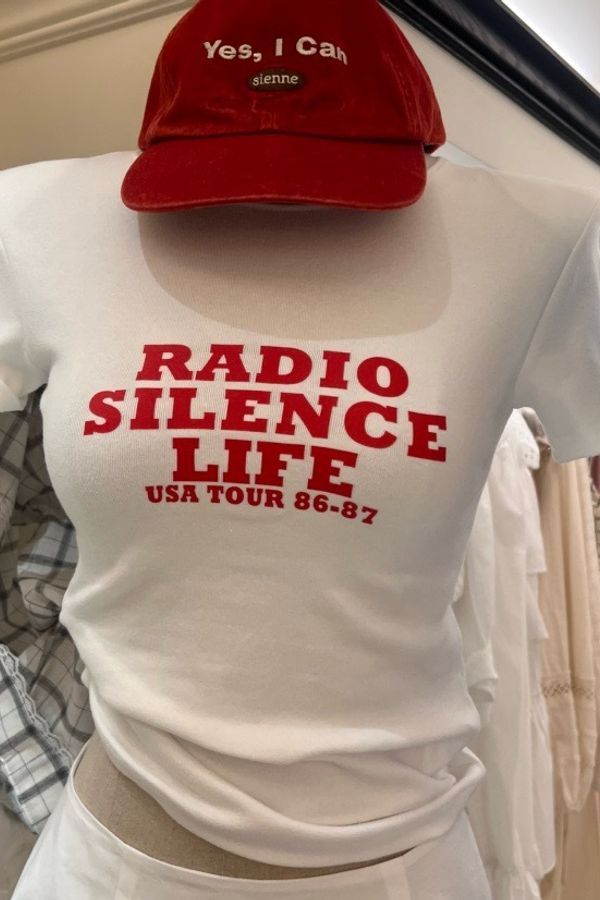 Yes, I Can
sienne
RADIO
SILENCE
LIFE
USA TOUR 86-87